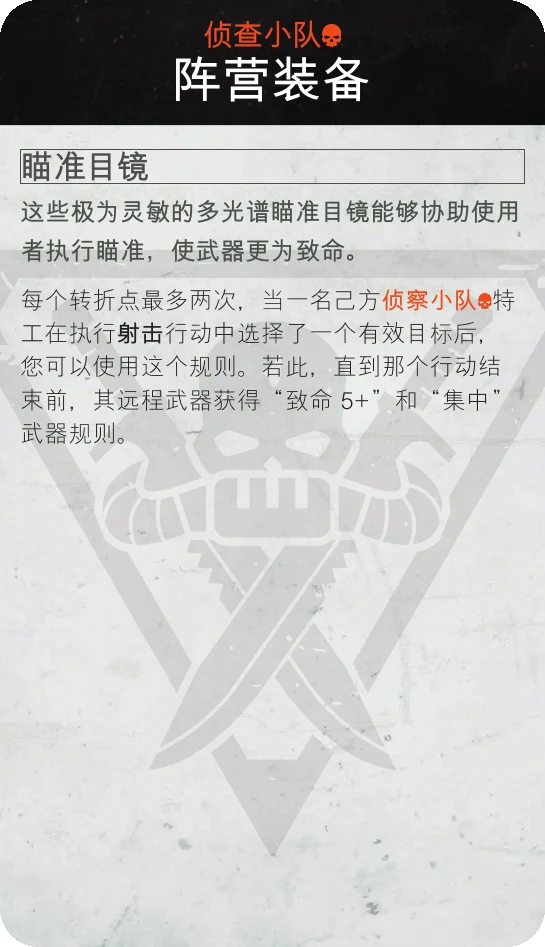 侦查小队
阵营装备
瞄准目镜
这些极为灵敏的多光谱瞄准目镜能够协助使用
者执行瞄准，使武器更为致命。
每个转折点最多两次，当一名己方侦察小队特
工在执行射击行动中选择了一个有效目标后，
您可以使用这个规则。若此，直到那个行动结
束前，其远程武器获得“致命 5+”和“集中”
武器规则。